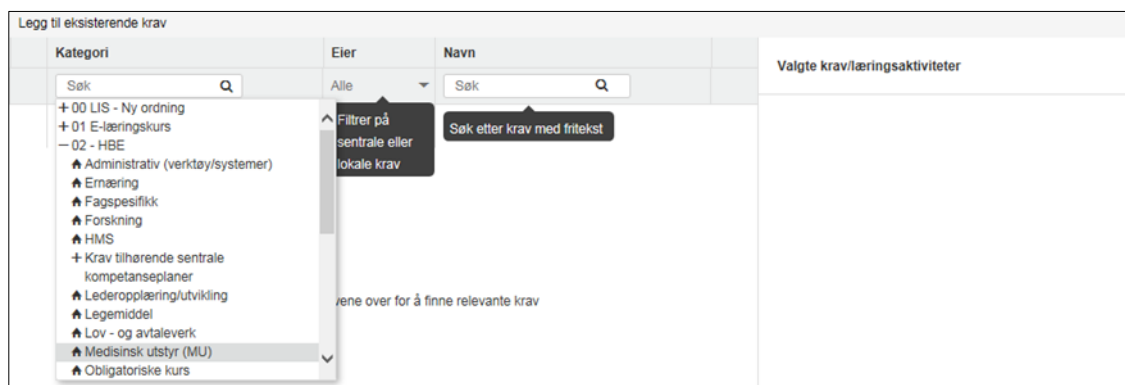 Legg til eksisterende krav
Kategori Eier Navn
Valgte krav/læringsaktiviteter
Søk Alle Søk
+ 00 LIS - Ny ordning
+ 01 E-læringskurs
— 02 - HBE
Administrativ (verktøy/systemer)
Ernæring
Fagspesifikk
Forskning
HMS
+ Krav tilhørende sentrale
kompetanseplaner
Lederopplæring/utvikling
Legemiddel
Lov - og avtaleverk
Medisinsk utstyr (MU)
Obligatoriske kurs
Filtrer på
sentrale eller
lokale krav
Søk etter krav med fritekst
over for å finne relevante krav